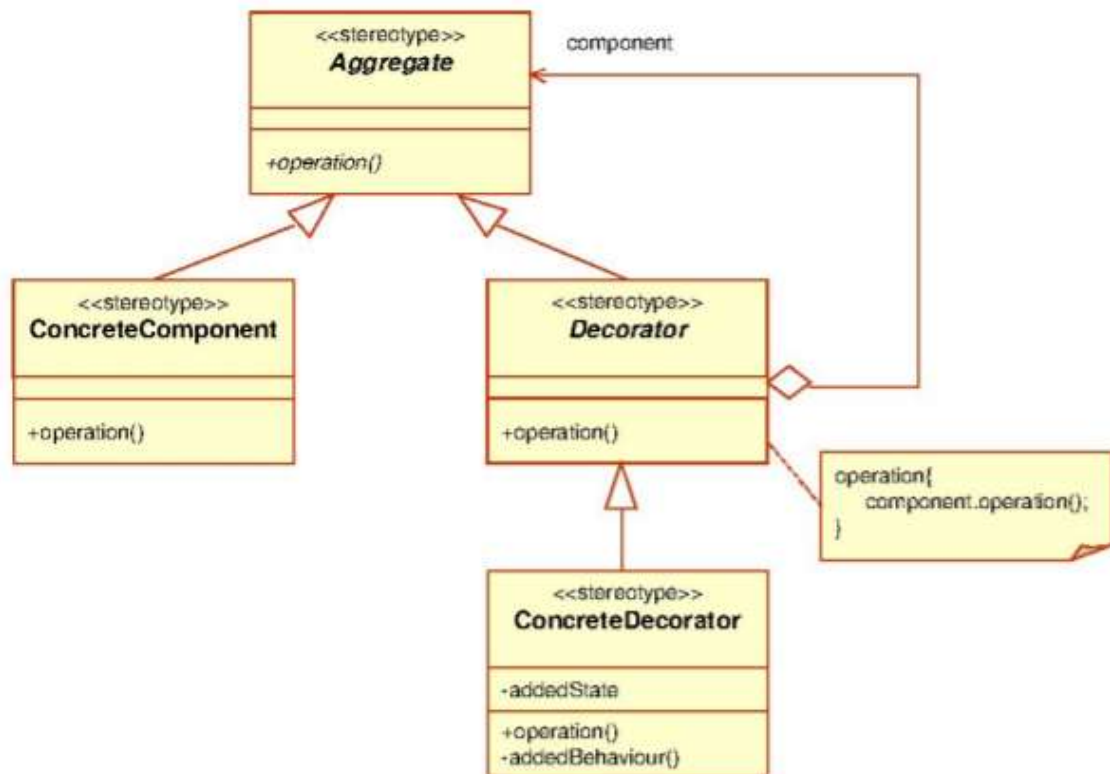 <<stereotype>>
Aggregate
+operation()
component
<<stereotype>>
ConcreteComponent
+operation()
<<stereotype>>
Decorator
+operation()
operation{
component.operation();
}
<<stereotype>>
ConcreteDecorator
-addedState
+operation()
-addedBehaviour()